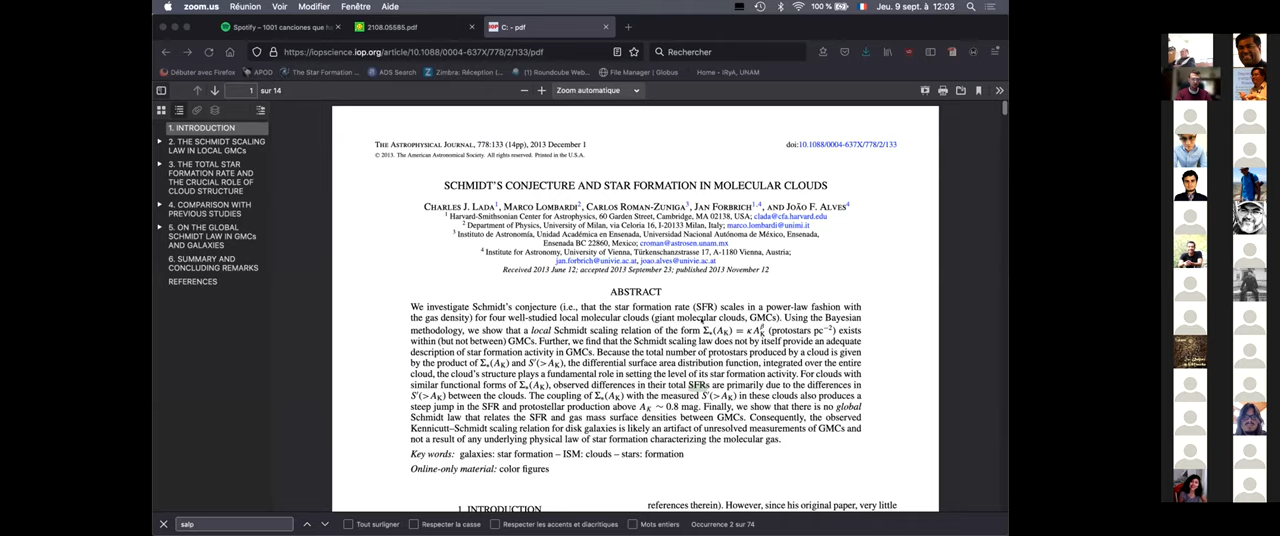 zoom.us Réunion Voir Modifier Fenêtre Aide 100 % Jeu. 9 sept. à 12:03
Spotify – 1001 canciones que ha 2108.05585.pdf C: - pdf
https://iopscience.iop.org/article/10.1088/0004-637X/778/2/133/pdf Rechercher
Débuter avec Firefox APOD The Star Formation ... ADS Search Zimbra: Réception (... (1) Roundcube Web... File Manager | Globus Home - IRyA, UNAM
1 sur 14 Zoom automatique
1. INTRODUCTION
2. THE SCHMIDT SCALING
LAW IN LOCAL GMCs
3. THE TOTAL STAR
FORMATION RATE AND
THE CRUCIAL ROLE OF
CLOUD STRUCTURE
4. COMPARISON WITH
PREVIOUS STUDIES
5. ON THE GLOBAL
SCHMIDT LAW IN GMCs
AND GALAXIES
6. SUMMARY AND
CONCLUDING REMARKS
REFERENCES
The Astrophysical Journal, 778:133 (14pp), 2013 December 1 doi:10.1088/0004-637X/778/2/133
© 2013. The American Astronomical Society. All rights reserved. Printed in the U.S.A.
SCHMIDT'S CONJECTURE AND STAR FORMATION IN MOLECULAR CLOUDS
Charles J. Lada1, Marco Lombardi2, Carlos Roman-Zuniga3, Jan Forbrich1,4, and João F. Alves4
1 Harvard-Smithsonian Center for Astrophysics, 60 Garden Street, Cambridge, MA 02138, USA; clada@cfa.harvard.edu
2 Department of Physics, University of Milan, via Celoria 16, I-20133 Milan, Italy; marco.lombardi@unimi.it
3 Instituto de Astronomía, Unidad Académica en Ensenada, Universidad Nacional Autónoma de México, Ensenada,
Ensenada BC 22860, Mexico; croman@astrosen.unam.mx
4 Institute for Astronomy, University of Vienna, Türkenschanzstrasse 17, A-1180 Vienna, Austria;
jan.forbrich@univie.ac.at, joao.alves@univie.ac.at
Received 2013 June 12; accepted 2013 September 23; published 2013 November 12
ABSTRACT
We investigate Schmidt's conjecture (i.e., that the star formation rate (SFR) scales in a power-law fashion with
the gas density) for four well-studied local molecular clouds (giant molecular clouds, GMCs). Using the Bayesian
methodology, we show that a local Schmidt scaling relation of the form Σ*(AK) = κAKβ (protostars pc−2) exists
within (but not between) GMCs. Further, we find that the Schmidt scaling law does not by itself provide an adequate
description of star formation activity in GMCs. Because the total number of protostars produced by a cloud is given
by the product of Σ*(AK) and S′(>AK), the differential surface area distribution function, integrated over the entire
cloud, the cloud's structure plays a fundamental role in setting the level of its star formation activity. For clouds with
similar functional forms of Σ*(AK), observed differences in their total SFRs are primarily due to the differences in
S′(>AK) between the clouds. The coupling of Σ*(AK) with the measured S′(>AK) in these clouds also produces a
steep jump in the SFR and protostellar production above AK ∼ 0.8 mag. Finally, we show that there is no global
Schmidt law that relates the SFR and gas mass surface densities between GMCs. Consequently, the observed
Kennicutt–Schmidt scaling relation for disk galaxies is likely an artifact of unresolved measurements of GMCs and
not a result of any underlying physical law of star formation characterizing the molecular gas.
Key words: galaxies: star formation – ISM: clouds – stars: formation
Online-only material: color figures
1. INTRODUCTION
references therein). However, since his original paper, very little
salp Tout surligner Respecter la casse Respecter les accents et diacritiques Mots entiers Occurrence 2 sur 74